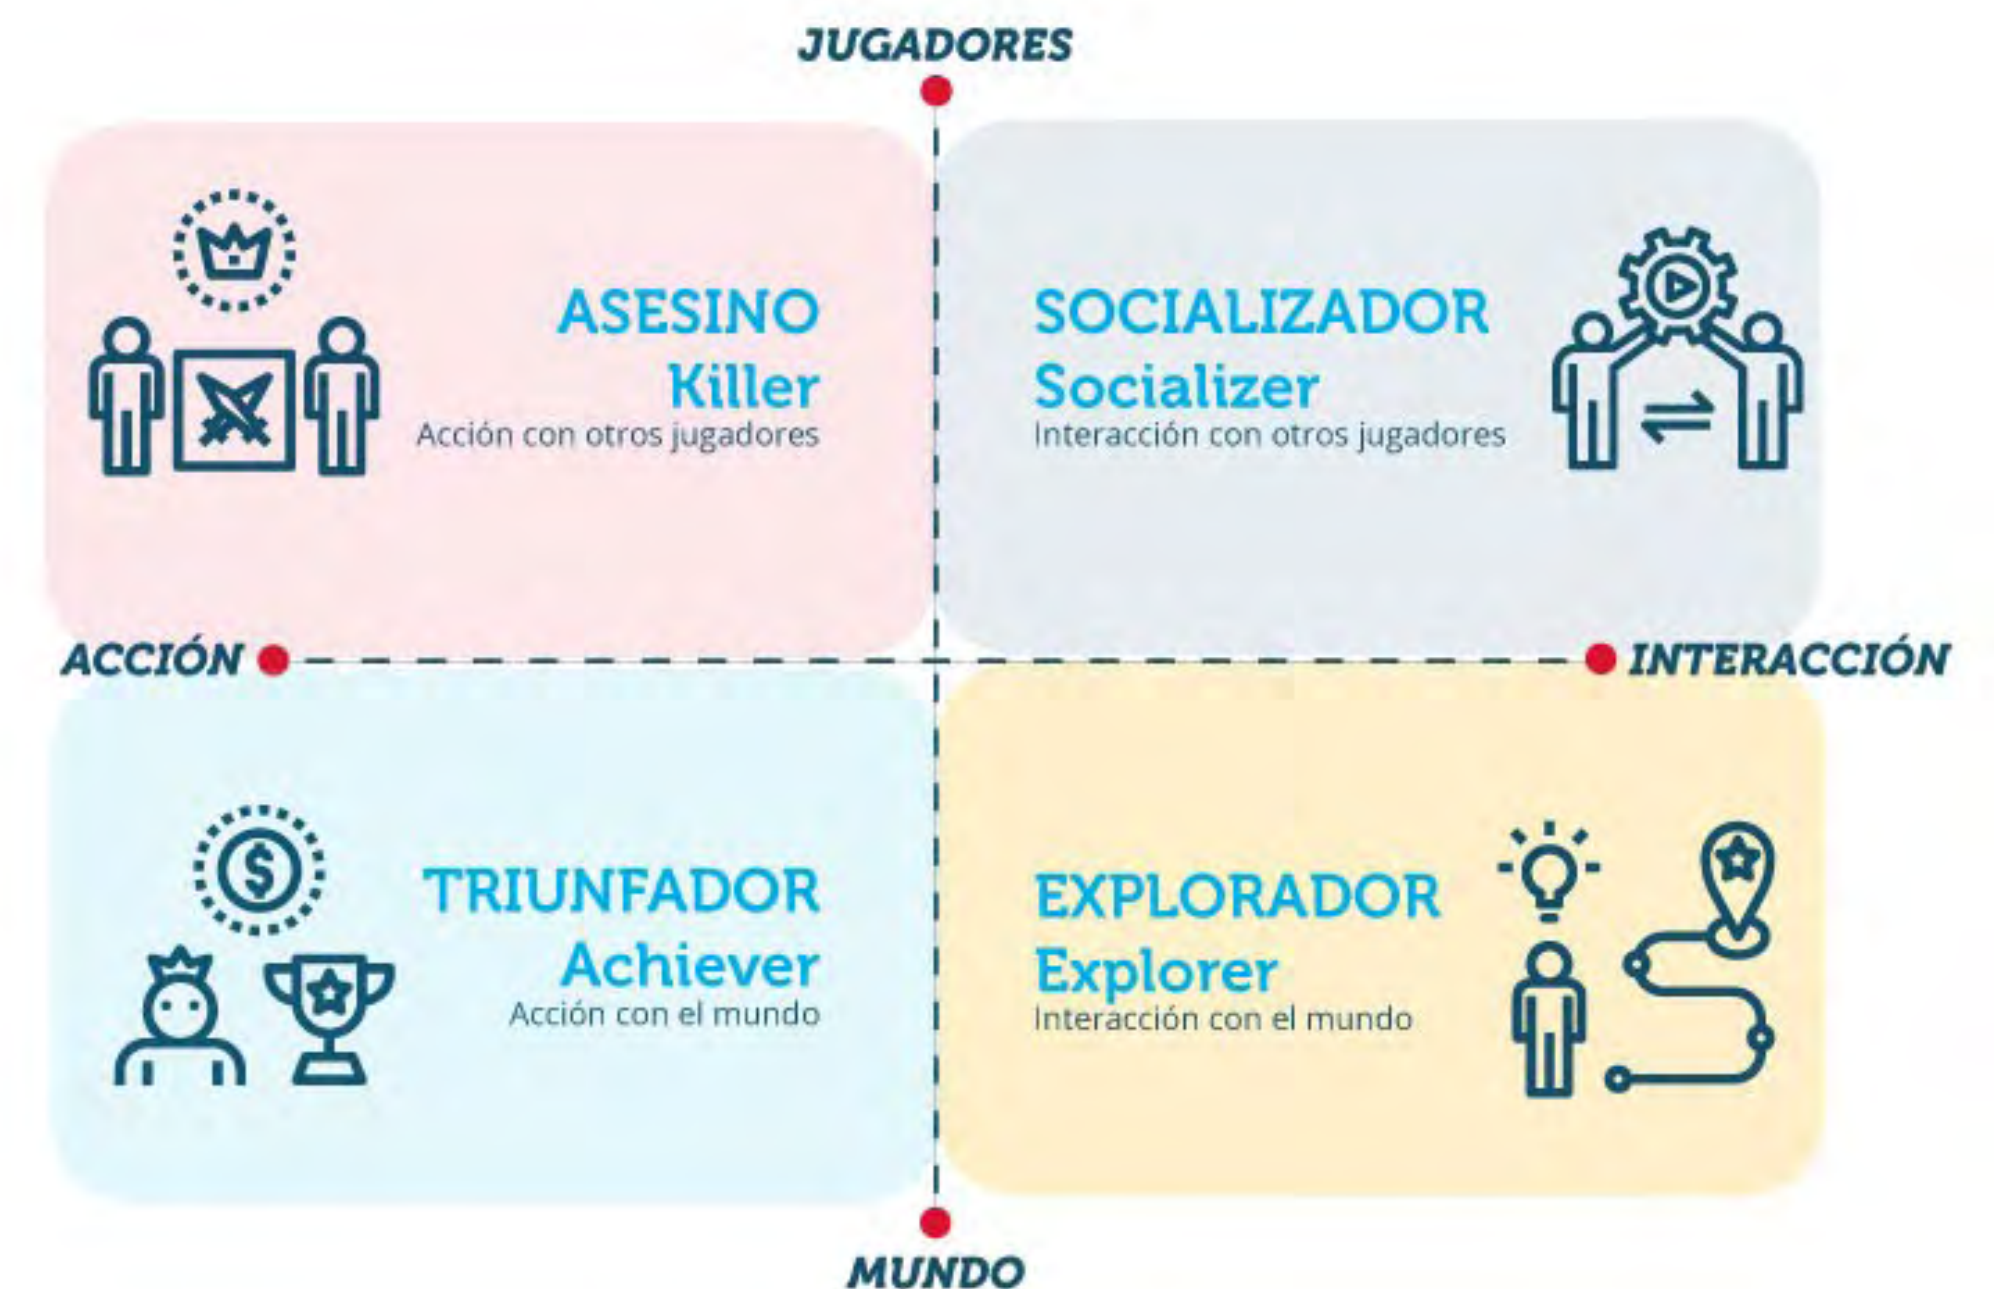 JUGADORES
ASESINO
Killer
Acción con otros jugadores
SOCIALIZADOR
Socializer
Interacción con otros jugadores
ACCIÓN
INTERACCIÓN
TRIUNFADOR
Achiever
Acción con el mundo
EXPLORADOR
Explorer
Interacción con el mundo
MUNDO